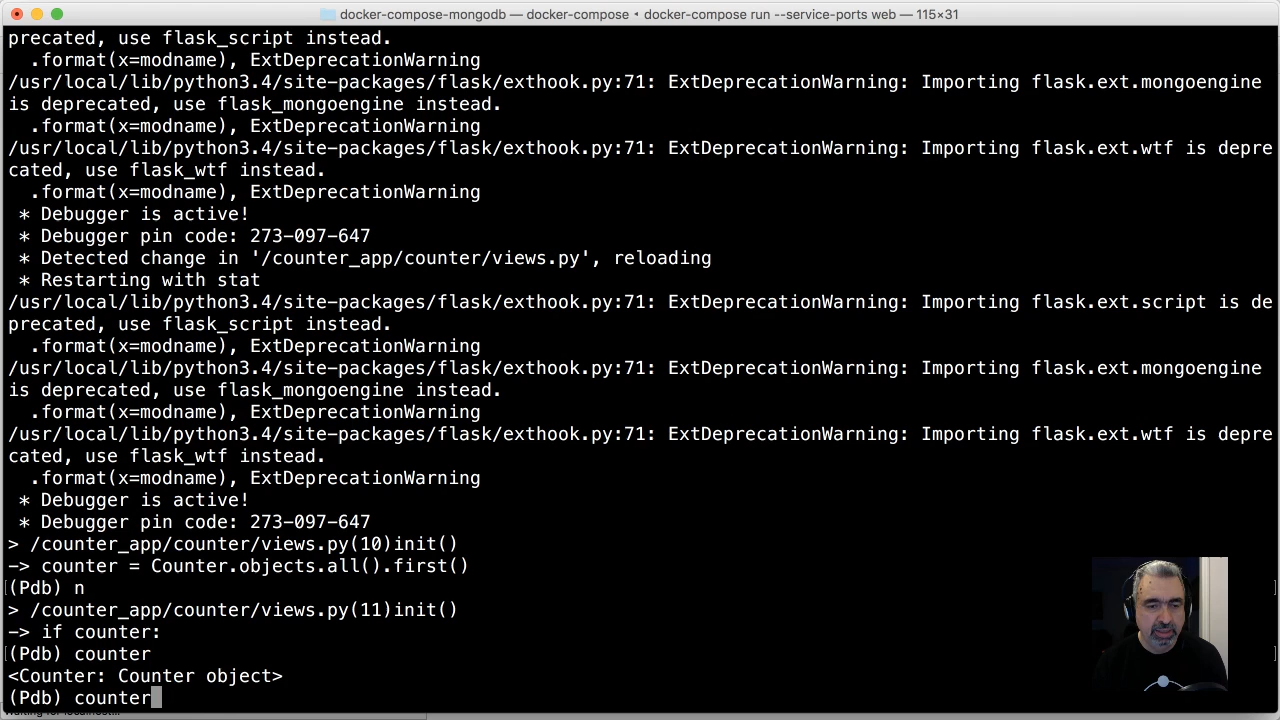 docker-compose-mongodb — docker-compose • docker-compose run --service-ports web — 115×31
precated, use flask_script instead.
.format(x=modname), ExtDeprecationWarning
/usr/local/lib/python3.4/site-packages/flask/exthook.py:71: ExtDeprecationWarning: Importing flask.ext.mongoengine
is deprecated, use flask_mongoengine instead.
.format(x=modname), ExtDeprecationWarning
/usr/local/lib/python3.4/site-packages/flask/exthook.py:71: ExtDeprecationWarning: Importing flask.ext.wtf is depre
cated, use flask_wtf instead.
.format(x=modname), ExtDeprecationWarning
* Debugger is active!
* Debugger pin code: 273-097-647
* Detected change in '/counter_app/counter/views.py', reloading
* Restarting with stat
/usr/local/lib/python3.4/site-packages/flask/exthook.py:71: ExtDeprecationWarning: Importing flask.ext.script is de
precated, use flask_script instead.
.format(x=modname), ExtDeprecationWarning
/usr/local/lib/python3.4/site-packages/flask/exthook.py:71: ExtDeprecationWarning: Importing flask.ext.mongoengine
is deprecated, use flask_mongoengine instead.
.format(x=modname), ExtDeprecationWarning
/usr/local/lib/python3.4/site-packages/flask/exthook.py:71: ExtDeprecationWarning: Importing flask.ext.wtf is depre
cated, use flask_wtf instead.
.format(x=modname), ExtDeprecationWarning
* Debugger is active!
* Debugger pin code: 273-097-647
> /counter_app/counter/views.py(10)init()
-> counter = Counter.objects.all().first()
(Pdb) n
> /counter_app/counter/views.py(11)init()
-> if counter:
(Pdb) counter
<Counter: Counter object>
(Pdb) counter